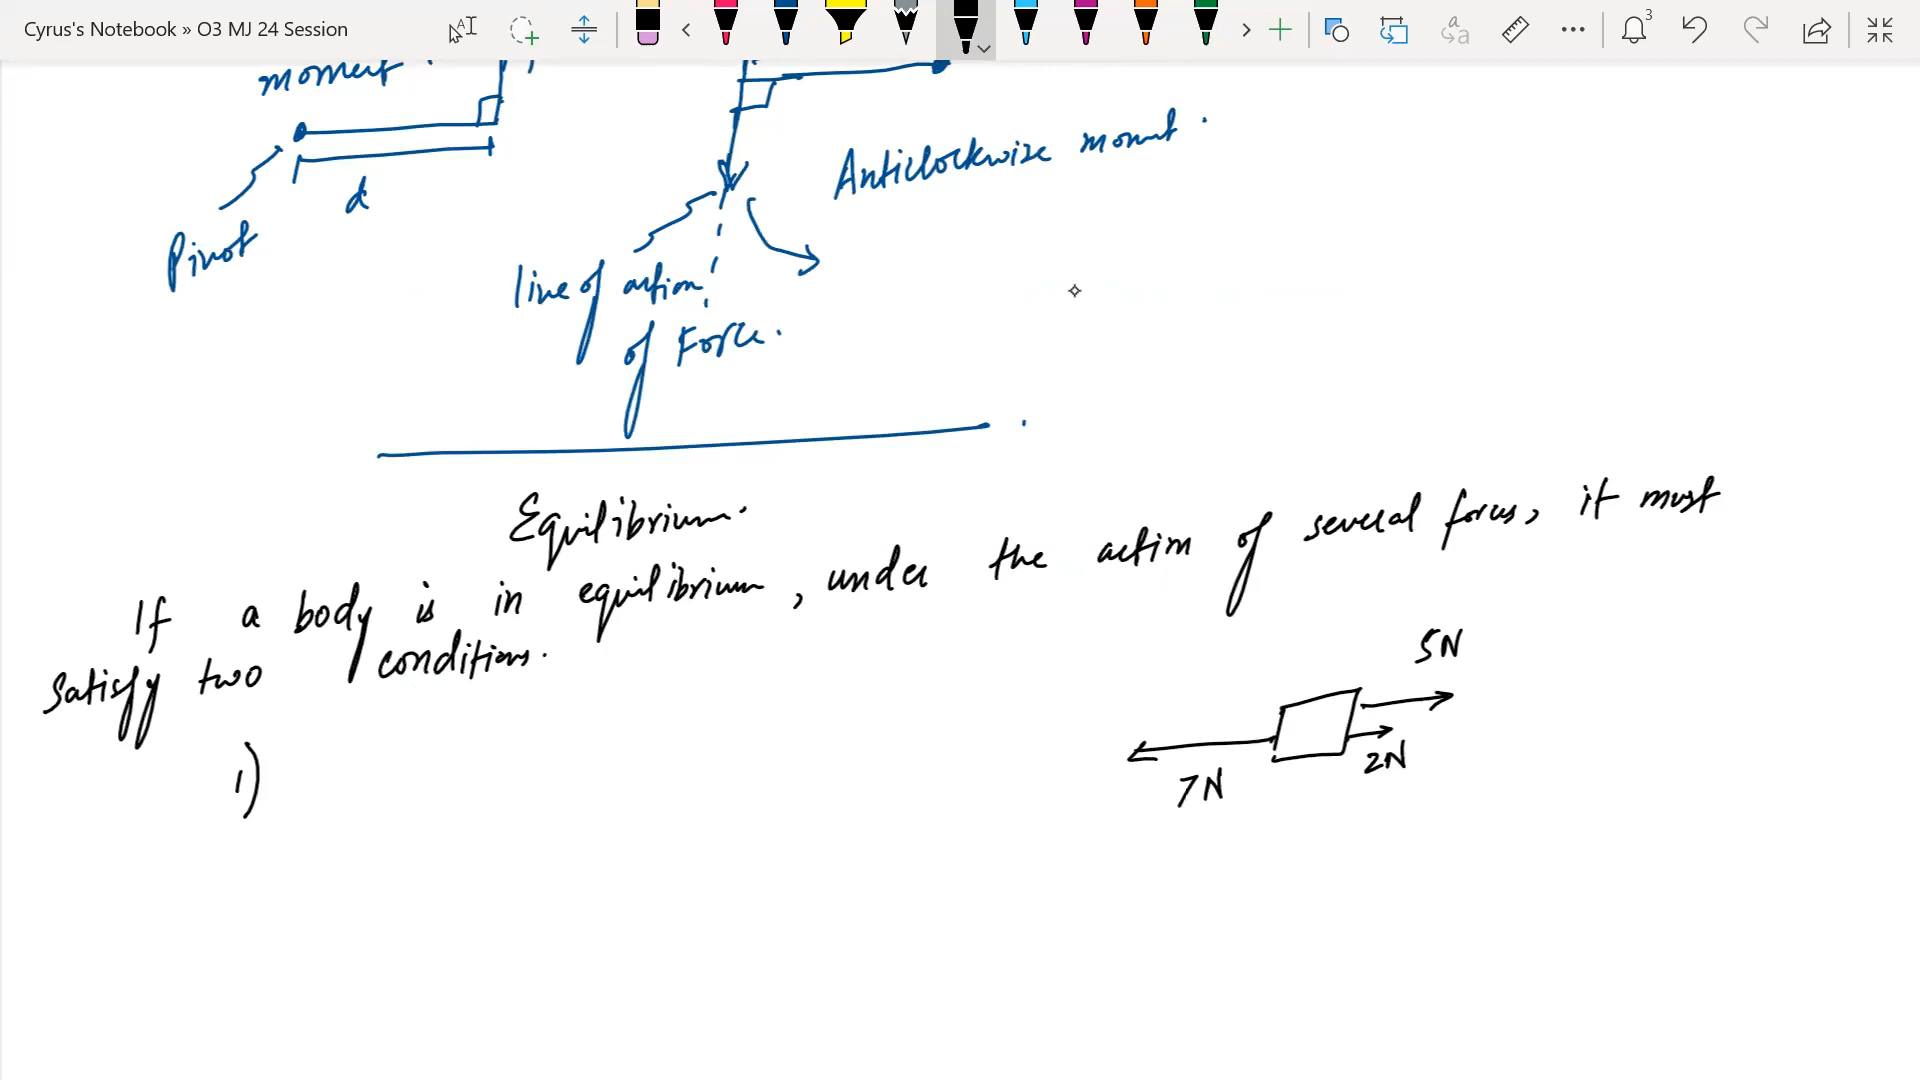 Cyrus's Notebook » O3 MJ 24 Session
3
moment
d
Pivot
Anticlockwise moment.
line of action
of Force.
Equilibrium.
If a body is in equilibrium, under the action of several forces, it must
satisfy two conditions.
1)
5N
2N
7N